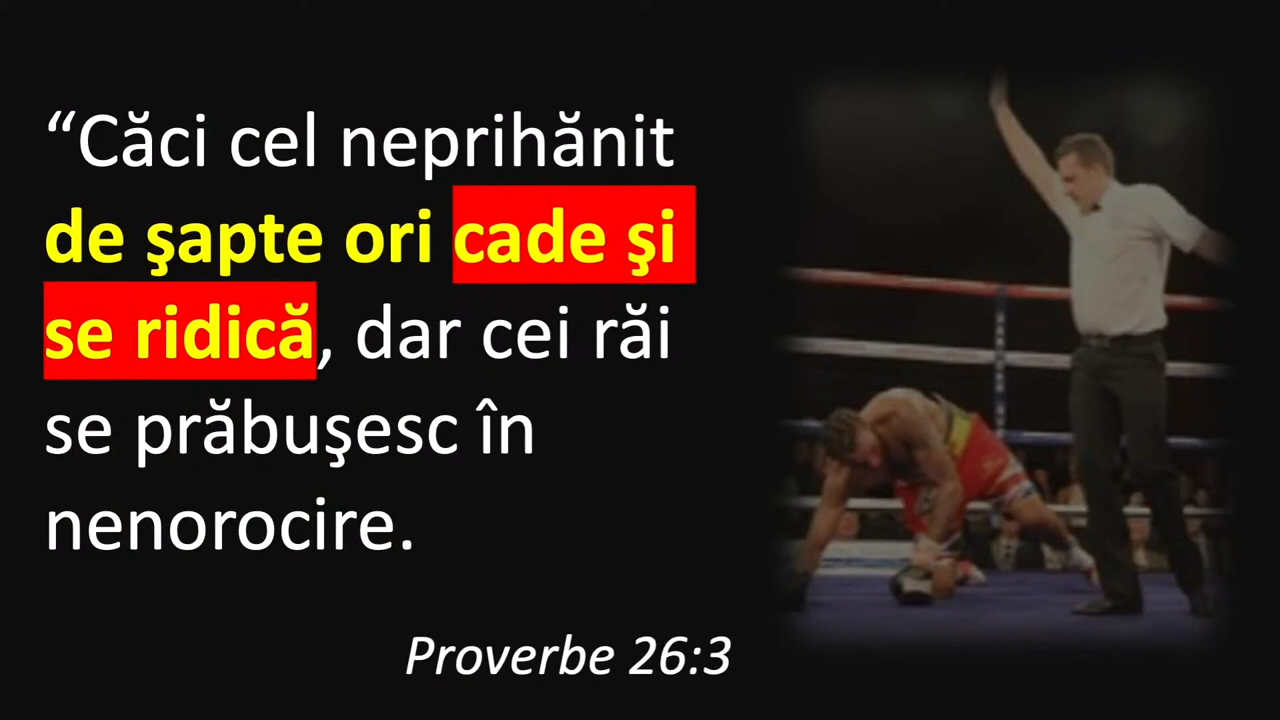 “Căci cel neprihănit
de şapte ori cade şi
se ridică, dar cei răi
se prăbuşesc în
nenorocire.
Proverbe 26:3